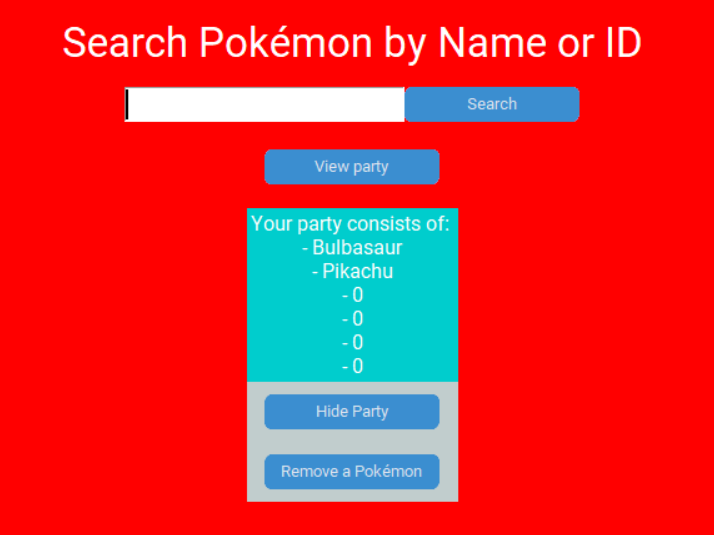 Search Pokémon by Name or ID
Search
View party
Your party consists of:
- Bulbasaur
- Pikachu
- 0
- 0
- 0
- 0
Hide Party
Remove a Pokémon